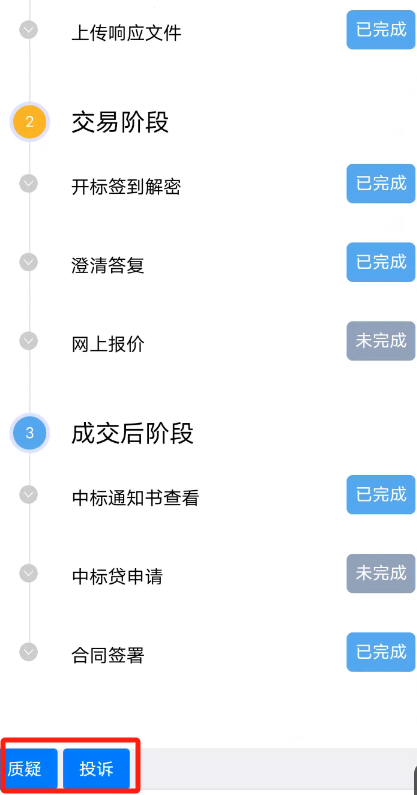 上传响应文件 已完成
2 交易阶段
开标签到解密 已完成
澄清答复 已完成
网上报价 未完成
3 成交后阶段
中标通知书查看 已完成
中标贷申请 未完成
合同签署 已完成
质疑 投诉